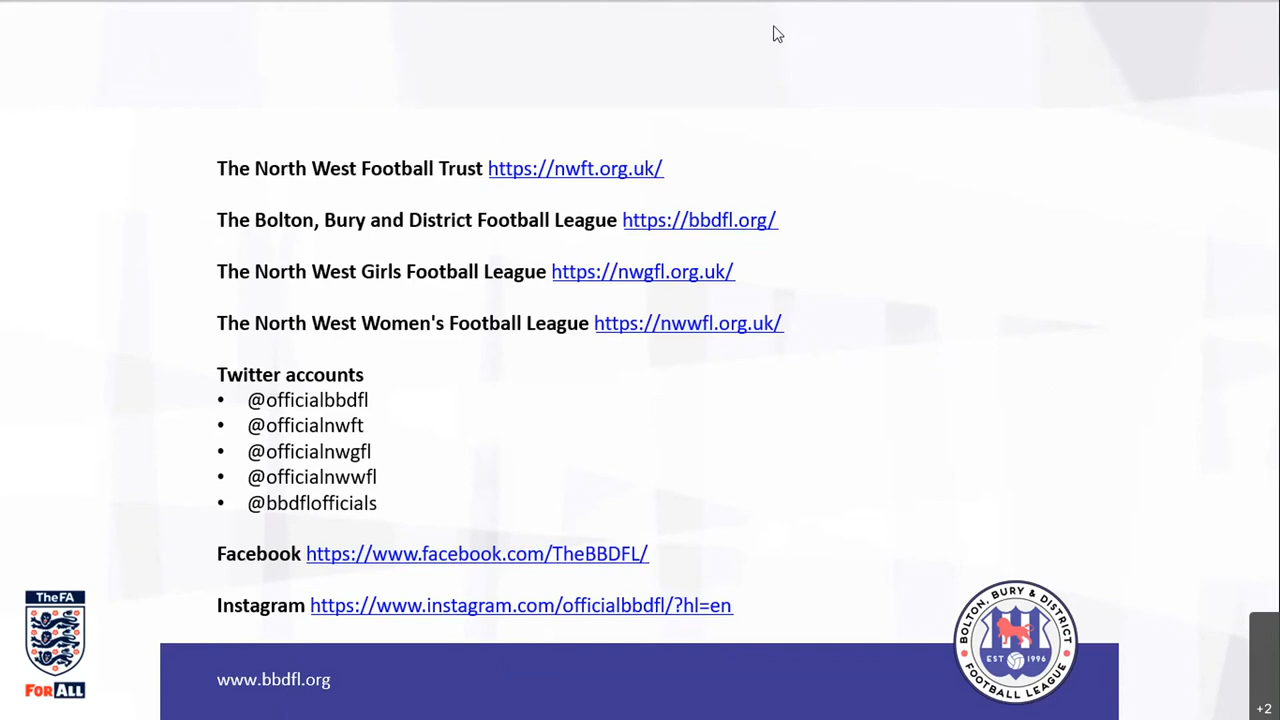 The North West Football Trust https://nwft.org.uk/
The Bolton, Bury and District Football League https://bbdfl.org/
The North West Girls Football League https://nwgfl.org.uk/
The North West Women's Football League https://nwwfl.org.uk/
Twitter accounts
• @officialbbdfl
• @officialnwft
• @officialnwgfl
• @officialnwwfl
• @bbdflofficials
Facebook https://www.facebook.com/TheBBDFL/
Instagram https://www.instagram.com/officialbbdfl/?hl=en
TheFA
FORALL
www.bbdfl.org
BOLTON, BURY & DISTRICT
EST 1996
FOOTBALL LEAGUE
+2